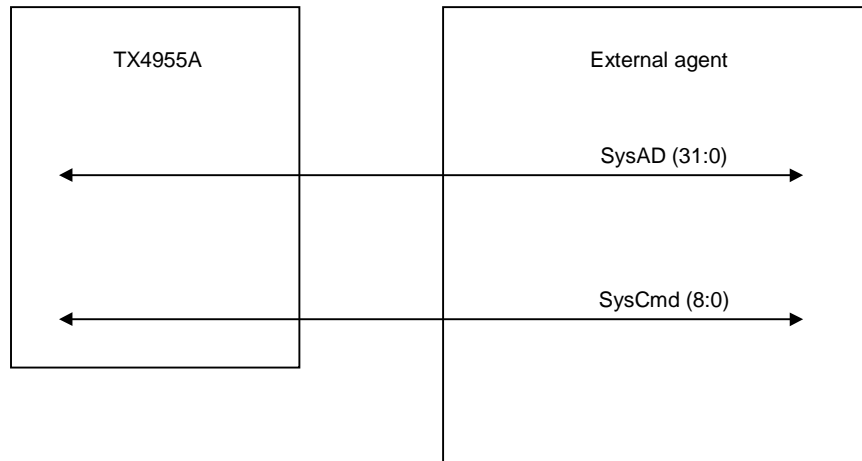 TX4955A
External agent
SysAD (31:0)
SysCmd (8:0)